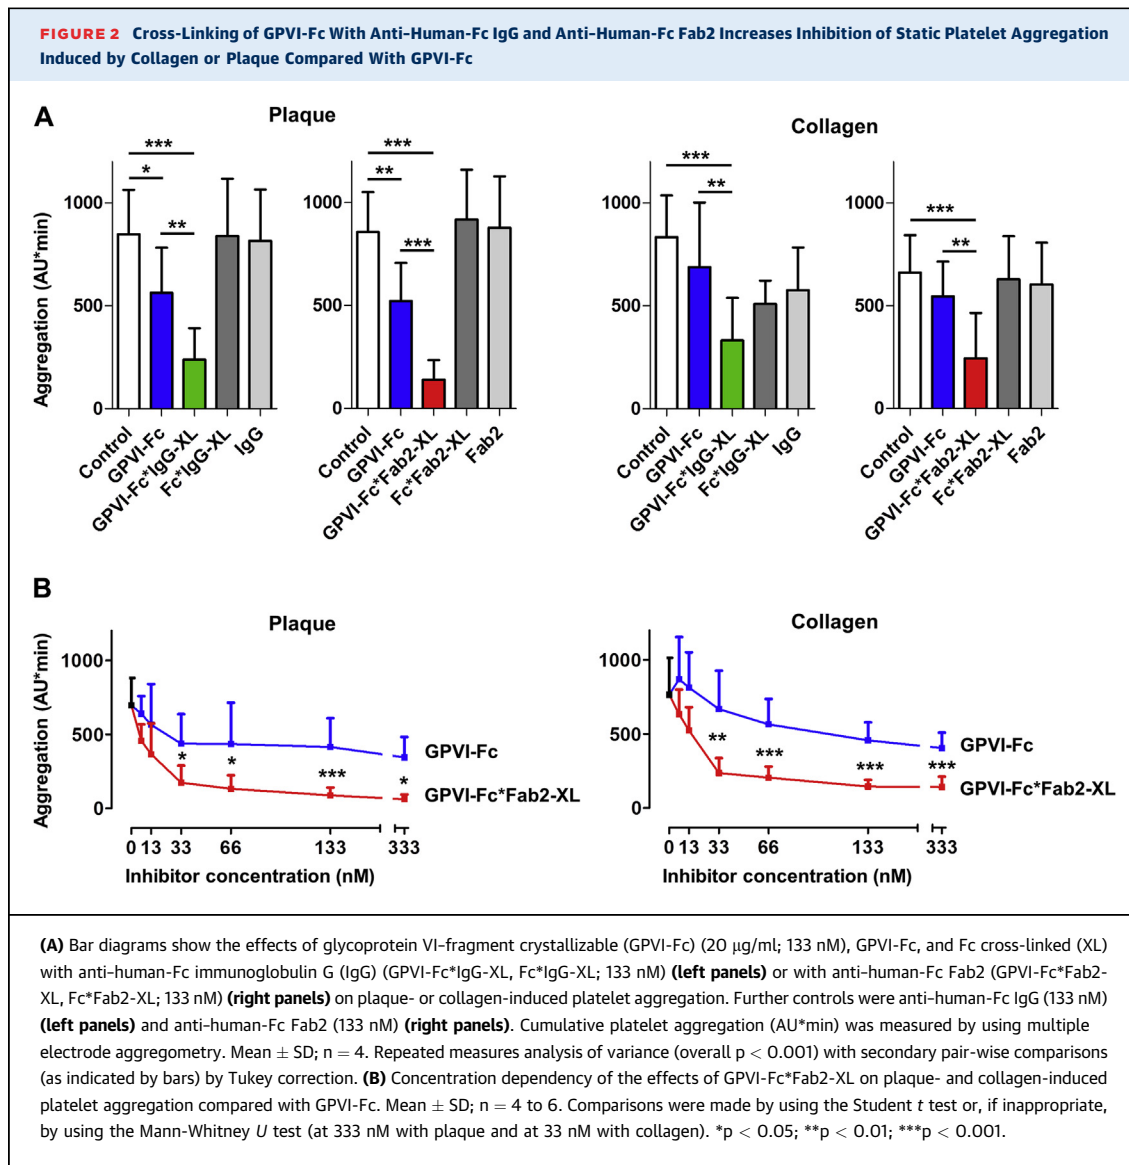 FIGURE 2 Cross-Linking of GPVI-Fc With Anti–Human-Fc IgG and Anti–Human-Fc Fab2 Increases Inhibition of Static Platelet Aggregation
Induced by Collagen or Plaque Compared With GPVI-Fc
A
Plaque
Collagen
Aggregation (AU*min)
1000
500
0
***
*
**
Control
GPVI-Fc
GPVI-Fc*IgG-XL
Fc*IgG-XL
IgG
1000
500
0
***
**
***
Control
GPVI-Fc
GPVI-Fc*Fab2-XL
Fc*Fab2-XL
Fab2
Aggregation (AU*min)
1000
500
0
***
**
Control
GPVI-Fc
GPVI-Fc*IgG-XL
Fc*IgG-XL
IgG
1000
500
0
***
**
Control
GPVI-Fc
GPVI-Fc*Fab2-XL
Fc*Fab2-XL
Fab2
B
Plaque
Aggregation (AU*min)
1000
500
0
* * *** *
GPVI-Fc
GPVI-Fc*Fab2-XL
0 13 33 66 133 333
Inhibitor concentration (nM)
Collagen
Aggregation (AU*min)
1000
500
0
** *** *** ***
GPVI-Fc
GPVI-Fc*Fab2-XL
0 13 33 66 133 333
Inhibitor concentration (nM)
(A) Bar diagrams show the effects of glycoprotein VI–fragment crystallizable (GPVI-Fc) (20 μg/ml; 133 nM), GPVI-Fc, and Fc cross-linked (XL)
with anti–human-Fc immunoglobulin G (IgG) (GPVI-Fc*IgG-XL, Fc*IgG-XL; 133 nM) (left panels) or with anti–human-Fc Fab2 (GPVI-Fc*Fab2-
XL, Fc*Fab2-XL; 133 nM) (right panels) on plaque- or collagen-induced platelet aggregation. Further controls were anti–human-Fc IgG (133 nM)
(left panels) and anti–human-Fc Fab2 (133 nM) (right panels). Cumulative platelet aggregation (AU*min) was measured by using multiple
electrode aggregometry. Mean ± SD; n = 4. Repeated measures analysis of variance (overall p < 0.001) with secondary pair-wise comparisons
(as indicated by bars) by Tukey correction. (B) Concentration dependency of the effects of GPVI-Fc*Fab2-XL on plaque- and collagen-induced
platelet aggregation compared with GPVI-Fc. Mean ± SD; n = 4 to 6. Comparisons were made by using the Student t test or, if inappropriate,
by using the Mann-Whitney U test (at 333 nM with plaque and at 33 nM with collagen). *p < 0.05; **p < 0.01; ***p < 0.001.